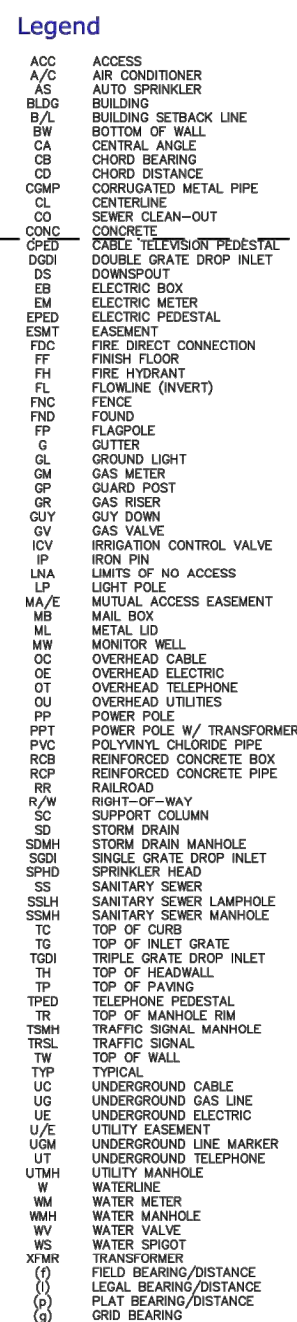 Legend
ACC ACCESS
A/C AIR CONDITIONER
AS AUTO SPRINKLER
BLDG BUILDING
B/L BUILDING SETBACK LINE
BW BOTTOM OF WALL
CA CENTRAL ANGLE
CB CHORD BEARING
CD CHORD DISTANCE
CGMP CORRUGATED METAL PIPE
CL CENTERLINE
CO SEWER CLEAN-OUT
CONC CONCRETE
CPED CABLE TELEVISION PEDESTAL
DGDI DOUBLE GRATE DROP INLET
DS DOWNSPOUT
EB ELECTRIC BOX
EM ELECTRIC METER
EPED ELECTRIC PEDESTAL
ESMT EASEMENT
FDC FIRE DIRECT CONNECTION
FF FINISH FLOOR
FH FIRE HYDRANT
FL FLOWLINE (INVERT)
FNC FENCE
FND FOUND
FP FLAGPOLE
G GUTTER
GL GROUND LIGHT
GM GAS METER
GP GUARD POST
GR GAS RISER
GUY GUY DOWN
GV GAS VALVE
ICV IRRIGATION CONTROL VALVE
IP IRON PIN
LNA LIMITS OF NO ACCESS
LP LIGHT POLE
MA/E MUTUAL ACCESS EASEMENT
MB MAIL BOX
ML METAL LID
MW MONITOR WELL
OC OVERHEAD CABLE
OE OVERHEAD ELECTRIC
OT OVERHEAD TELEPHONE
OU OVERHEAD UTILITIES
PP POWER POLE
PPT POWER POLE W/ TRANSFORMER
PVC POLYVINYL CHLORIDE PIPE
RCB REINFORCED CONCRETE BOX
RCP REINFORCED CONCRETE PIPE
RR RAILROAD
R/W RIGHT-OF-WAY
SC SUPPORT COLUMN
SD STORM DRAIN
SDMH STORM DRAIN MANHOLE
SGDI SINGLE GRATE DROP INLET
SPHD SPRINKLER HEAD
SS SANITARY SEWER
SSLH SANITARY SEWER LAMPHOLE
SSMH SANITARY SEWER MANHOLE
TC TOP OF CURB
TG TOP OF INLET GRATE
TGDI TRIPLE GRATE DROP INLET
TH TOP OF HEADWALL
TP TOP OF PAVING
TPED TELEPHONE PEDESTAL
TR TOP OF MANHOLE RIM
TSMH TRAFFIC SIGNAL MANHOLE
TRSL TRAFFIC SIGNAL
TW TOP OF WALL
TYP TYPICAL
UC UNDERGROUND CABLE
UG UNDERGROUND GAS LINE
UE UNDERGROUND ELECTRIC
U/E UTILITY EASEMENT
UGM UNDERGROUND LINE MARKER
UT UNDERGROUND TELEPHONE
UTMH UTILITY MANHOLE
W WATERLINE
WM WATER METER
WMH WATER MANHOLE
WV WATER VALVE
WS WATER SPIGOT
XFMR TRANSFORMER
(f) FIELD BEARING/DISTANCE
(l) LEGAL BEARING/DISTANCE
(p) PLAT BEARING/DISTANCE
(g) GRID BEARING